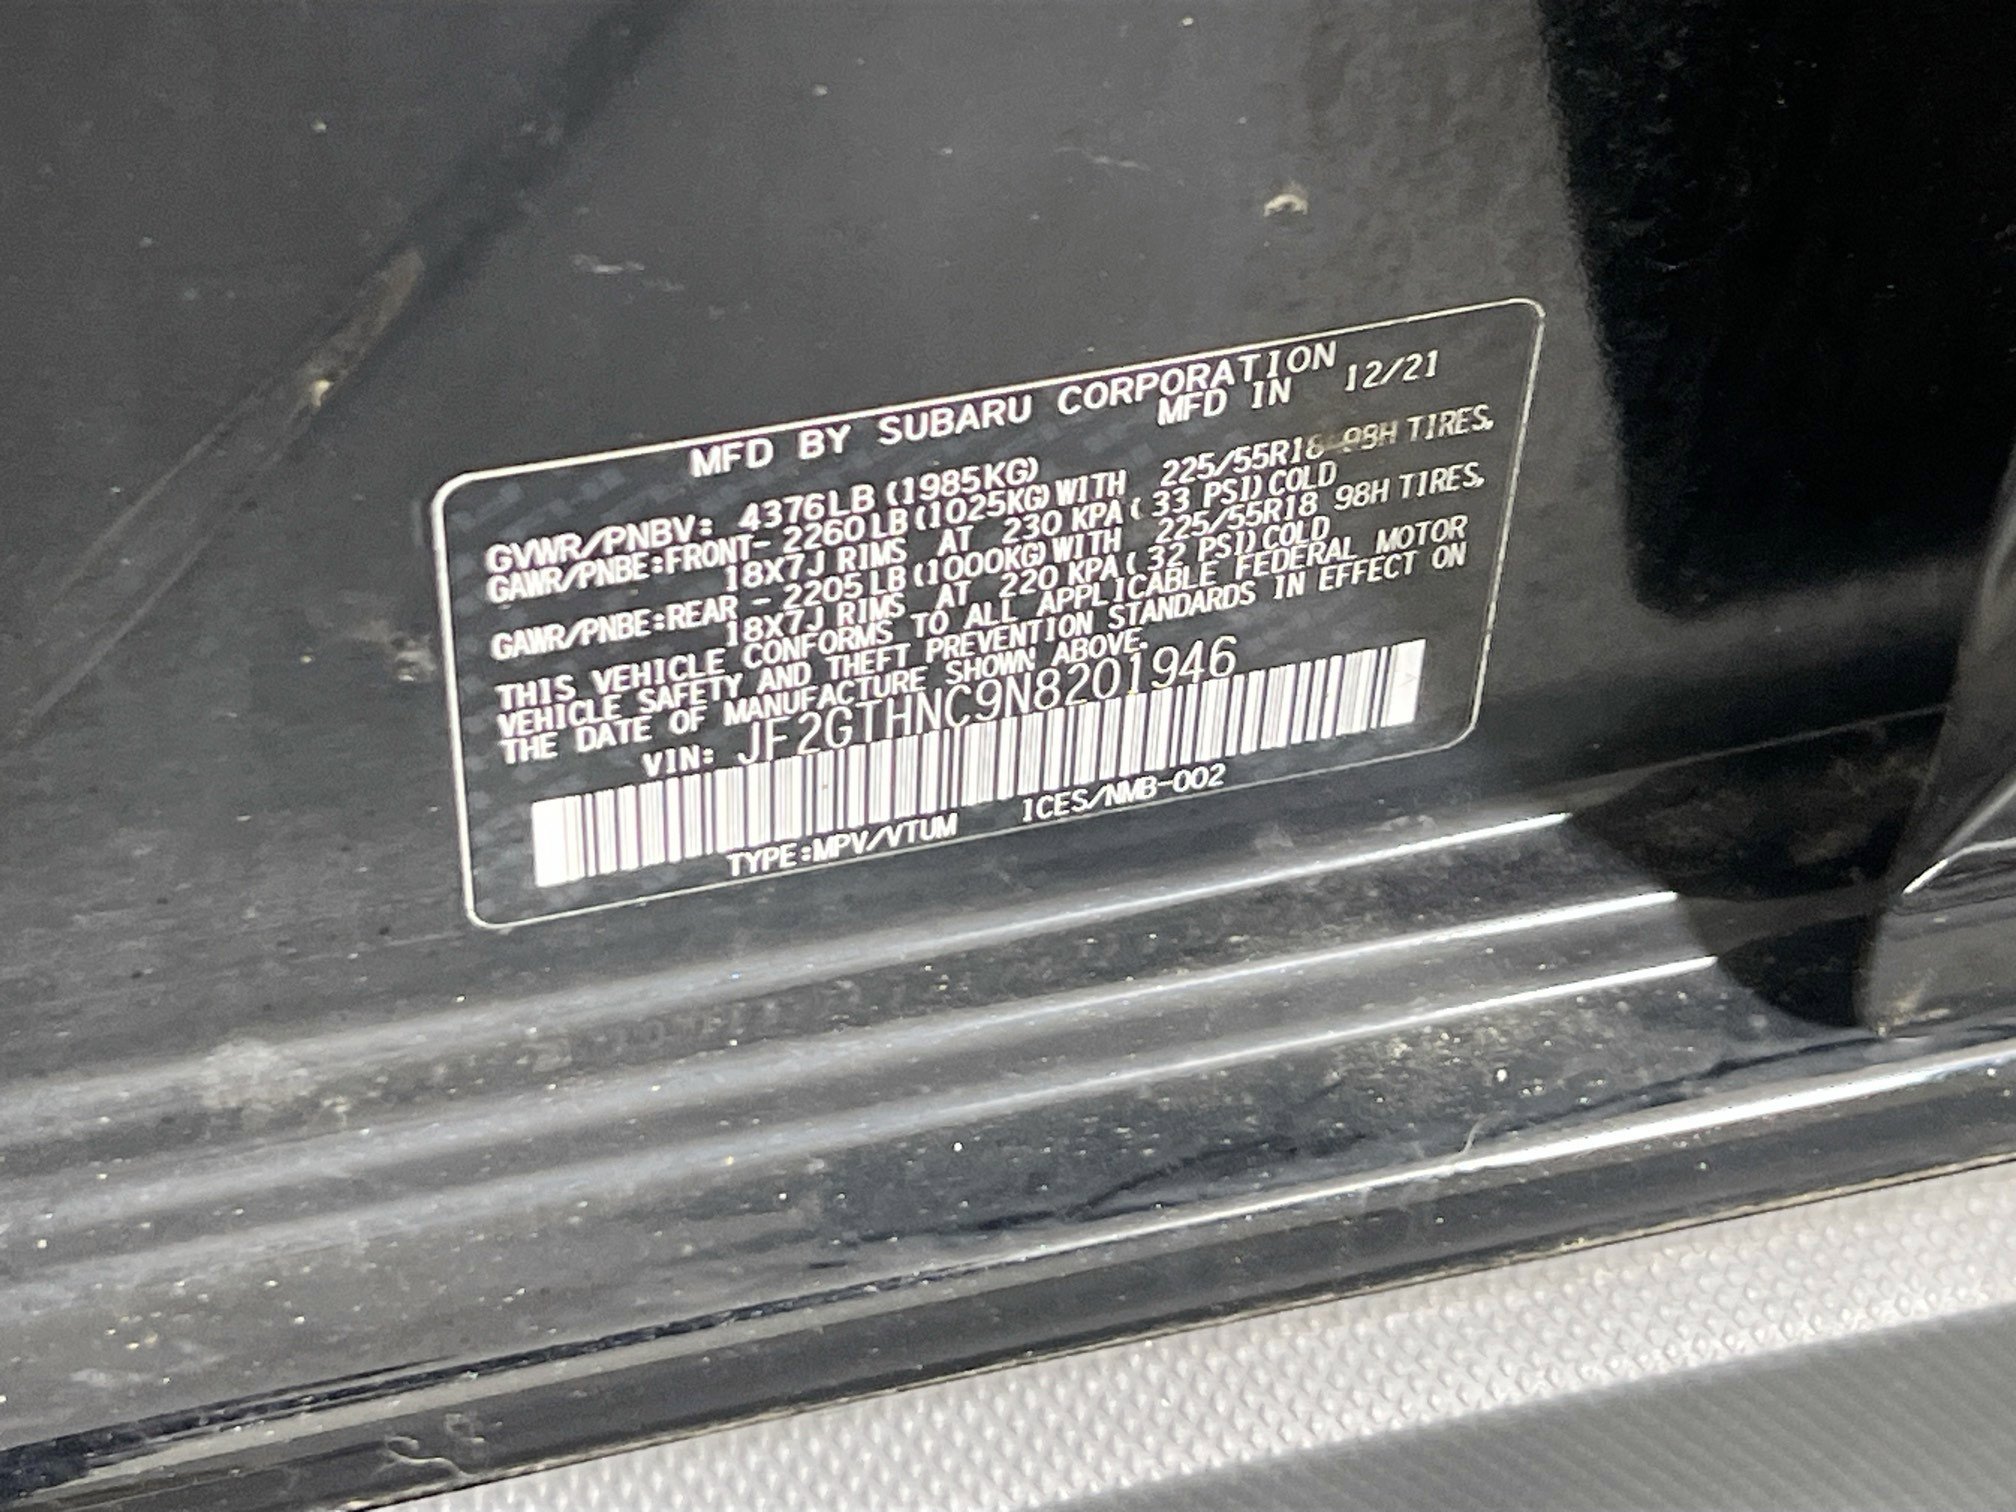 MFD BY SUBARU CORPORATION
MFD IN 12/21
GVWR/PNBV: 4376LB (1985KG)
GAWR/PNBE:FRONT- 2260LB (1025KG) WITH 225/55R18 98H TIRES,
18X7J RIMS AT 230 KPA ( 33 PSI) COLD
GAWR/PNBE:REAR - 2205LB (1000KG) WITH 225/55R18 98H TIRES,
18X7J RIMS AT 220 KPA ( 32 PSI) COLD
THIS VEHICLE CONFORMS TO ALL APPLICABLE FEDERAL MOTOR
VEHICLE SAFETY AND THEFT PREVENTION STANDARDS IN EFFECT ON
THE DATE OF MANUFACTURE SHOWN ABOVE.
VIN: JF2GTHNC9N8201946
TYPE:MPV/VTUM ICES/NMB-002